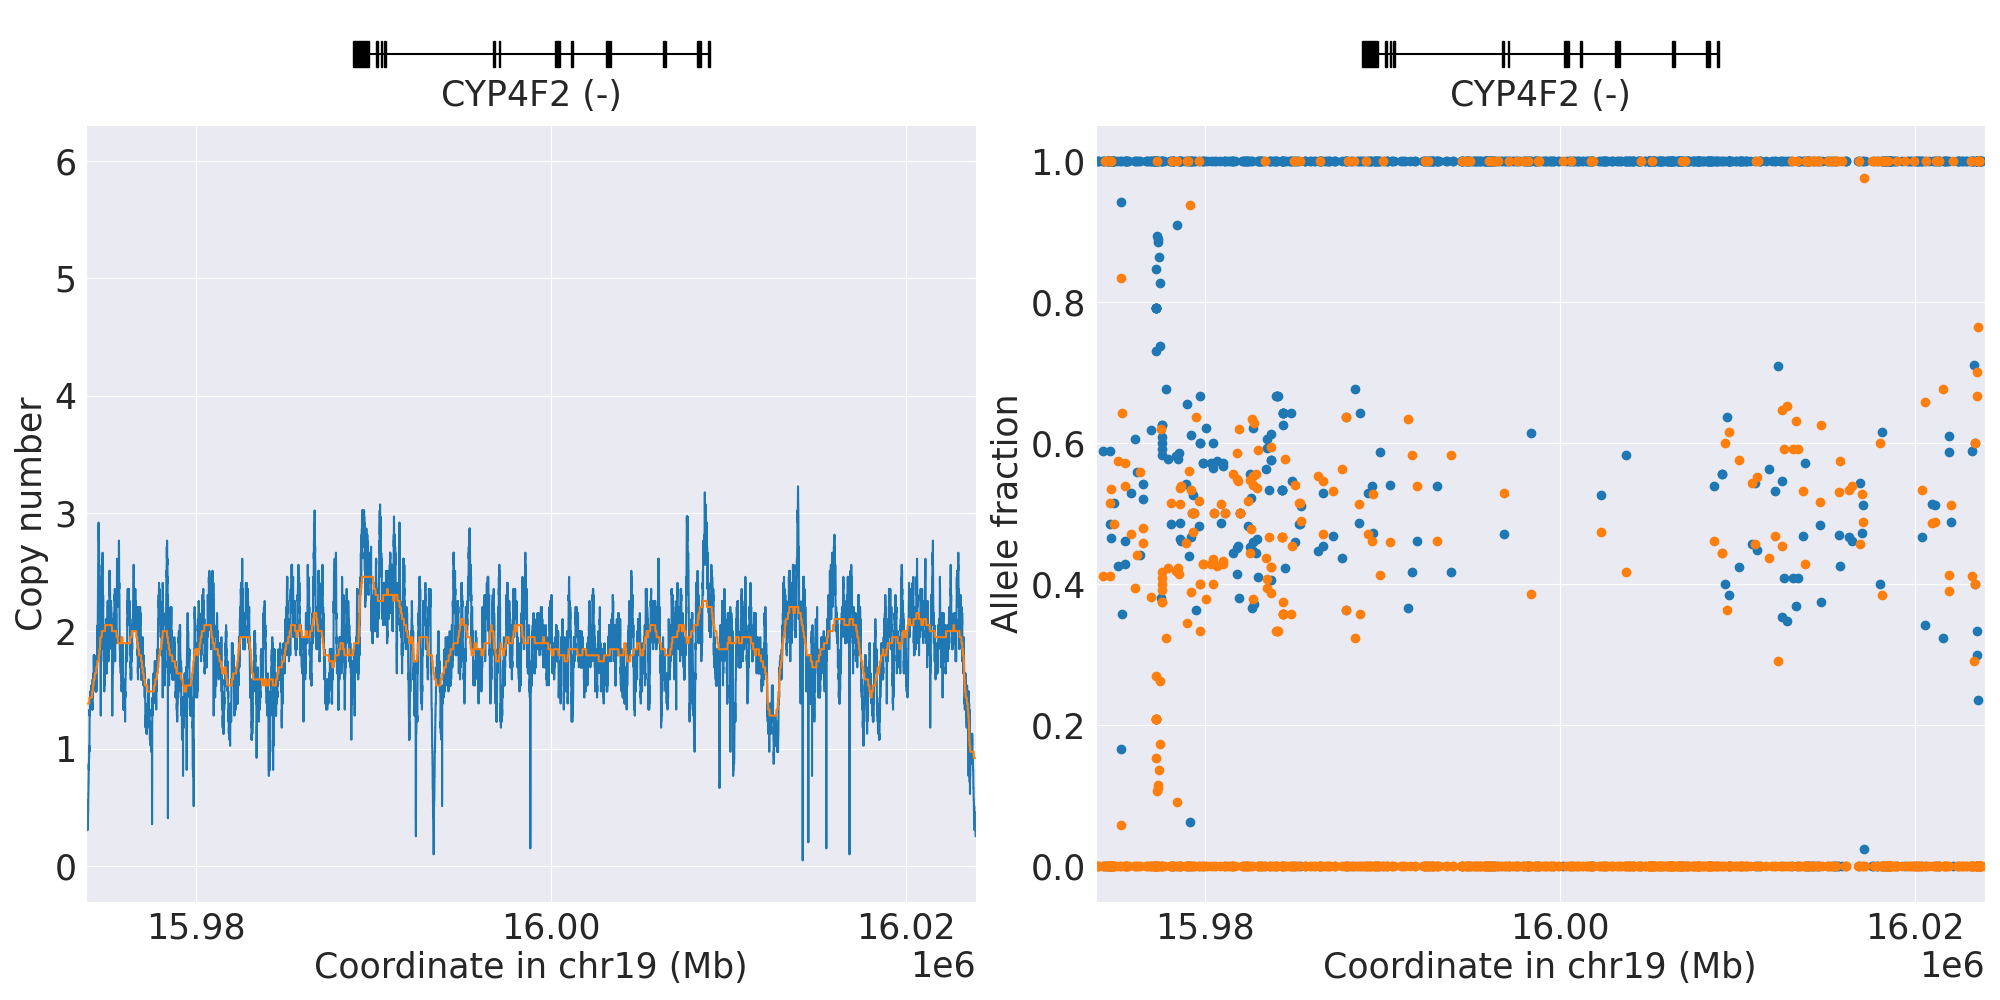 CYP4F2 (-)
6
5
4
3
2
1
0
Copy number
15.98
16.00
16.02
Coordinate in chr19 (Mb)
1e6
CYP4F2 (-)
1.0
0.8
0.6
0.4
0.2
0.0
Allele fraction
15.98
16.00
16.02
Coordinate in chr19 (Mb)
1e6